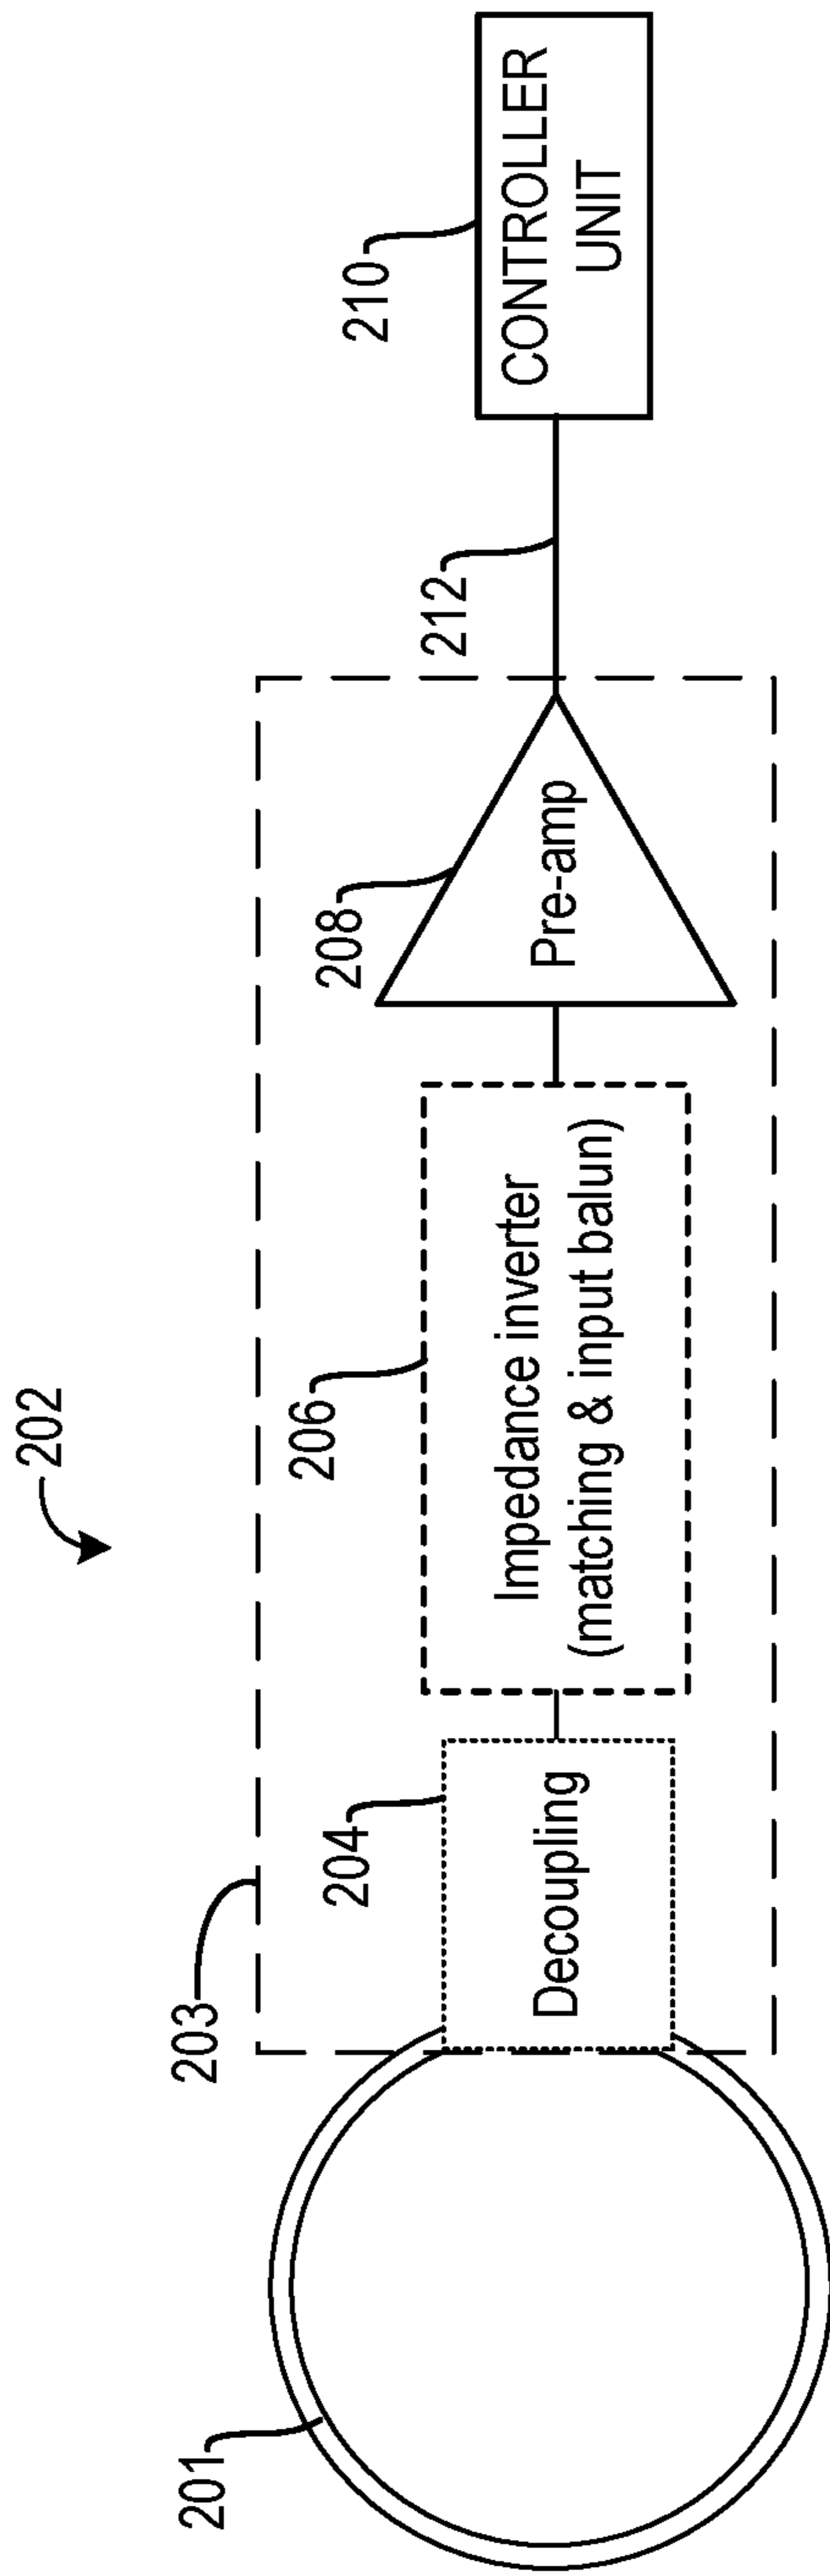 202
203
204
206
208
212
210
201
Decoupling
Impedance inverter
(matching & input balun)
Pre-amp
CONTROLLER
UNIT